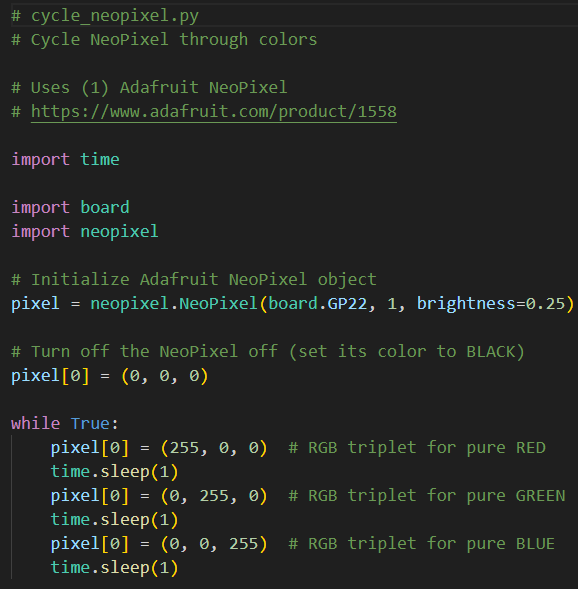 # cycle_neopixel.py
# Cycle NeoPixel through colors

# Uses (1) Adafruit NeoPixel
# https://www.adafruit.com/product/1558

import time

import board
import neopixel

# Initialize Adafruit NeoPixel object
pixel = neopixel.NeoPixel(board.GP22, 1, brightness=0.25)

# Turn off the NeoPixel off (set its color to BLACK)
pixel[0] = (0, 0, 0)

while True:
    pixel[0] = (255, 0, 0)  # RGB triplet for pure RED
    time.sleep(1)
    pixel[0] = (0, 255, 0)  # RGB triplet for pure GREEN
    time.sleep(1)
    pixel[0] = (0, 0, 255)  # RGB triplet for pure BLUE
    time.sleep(1)